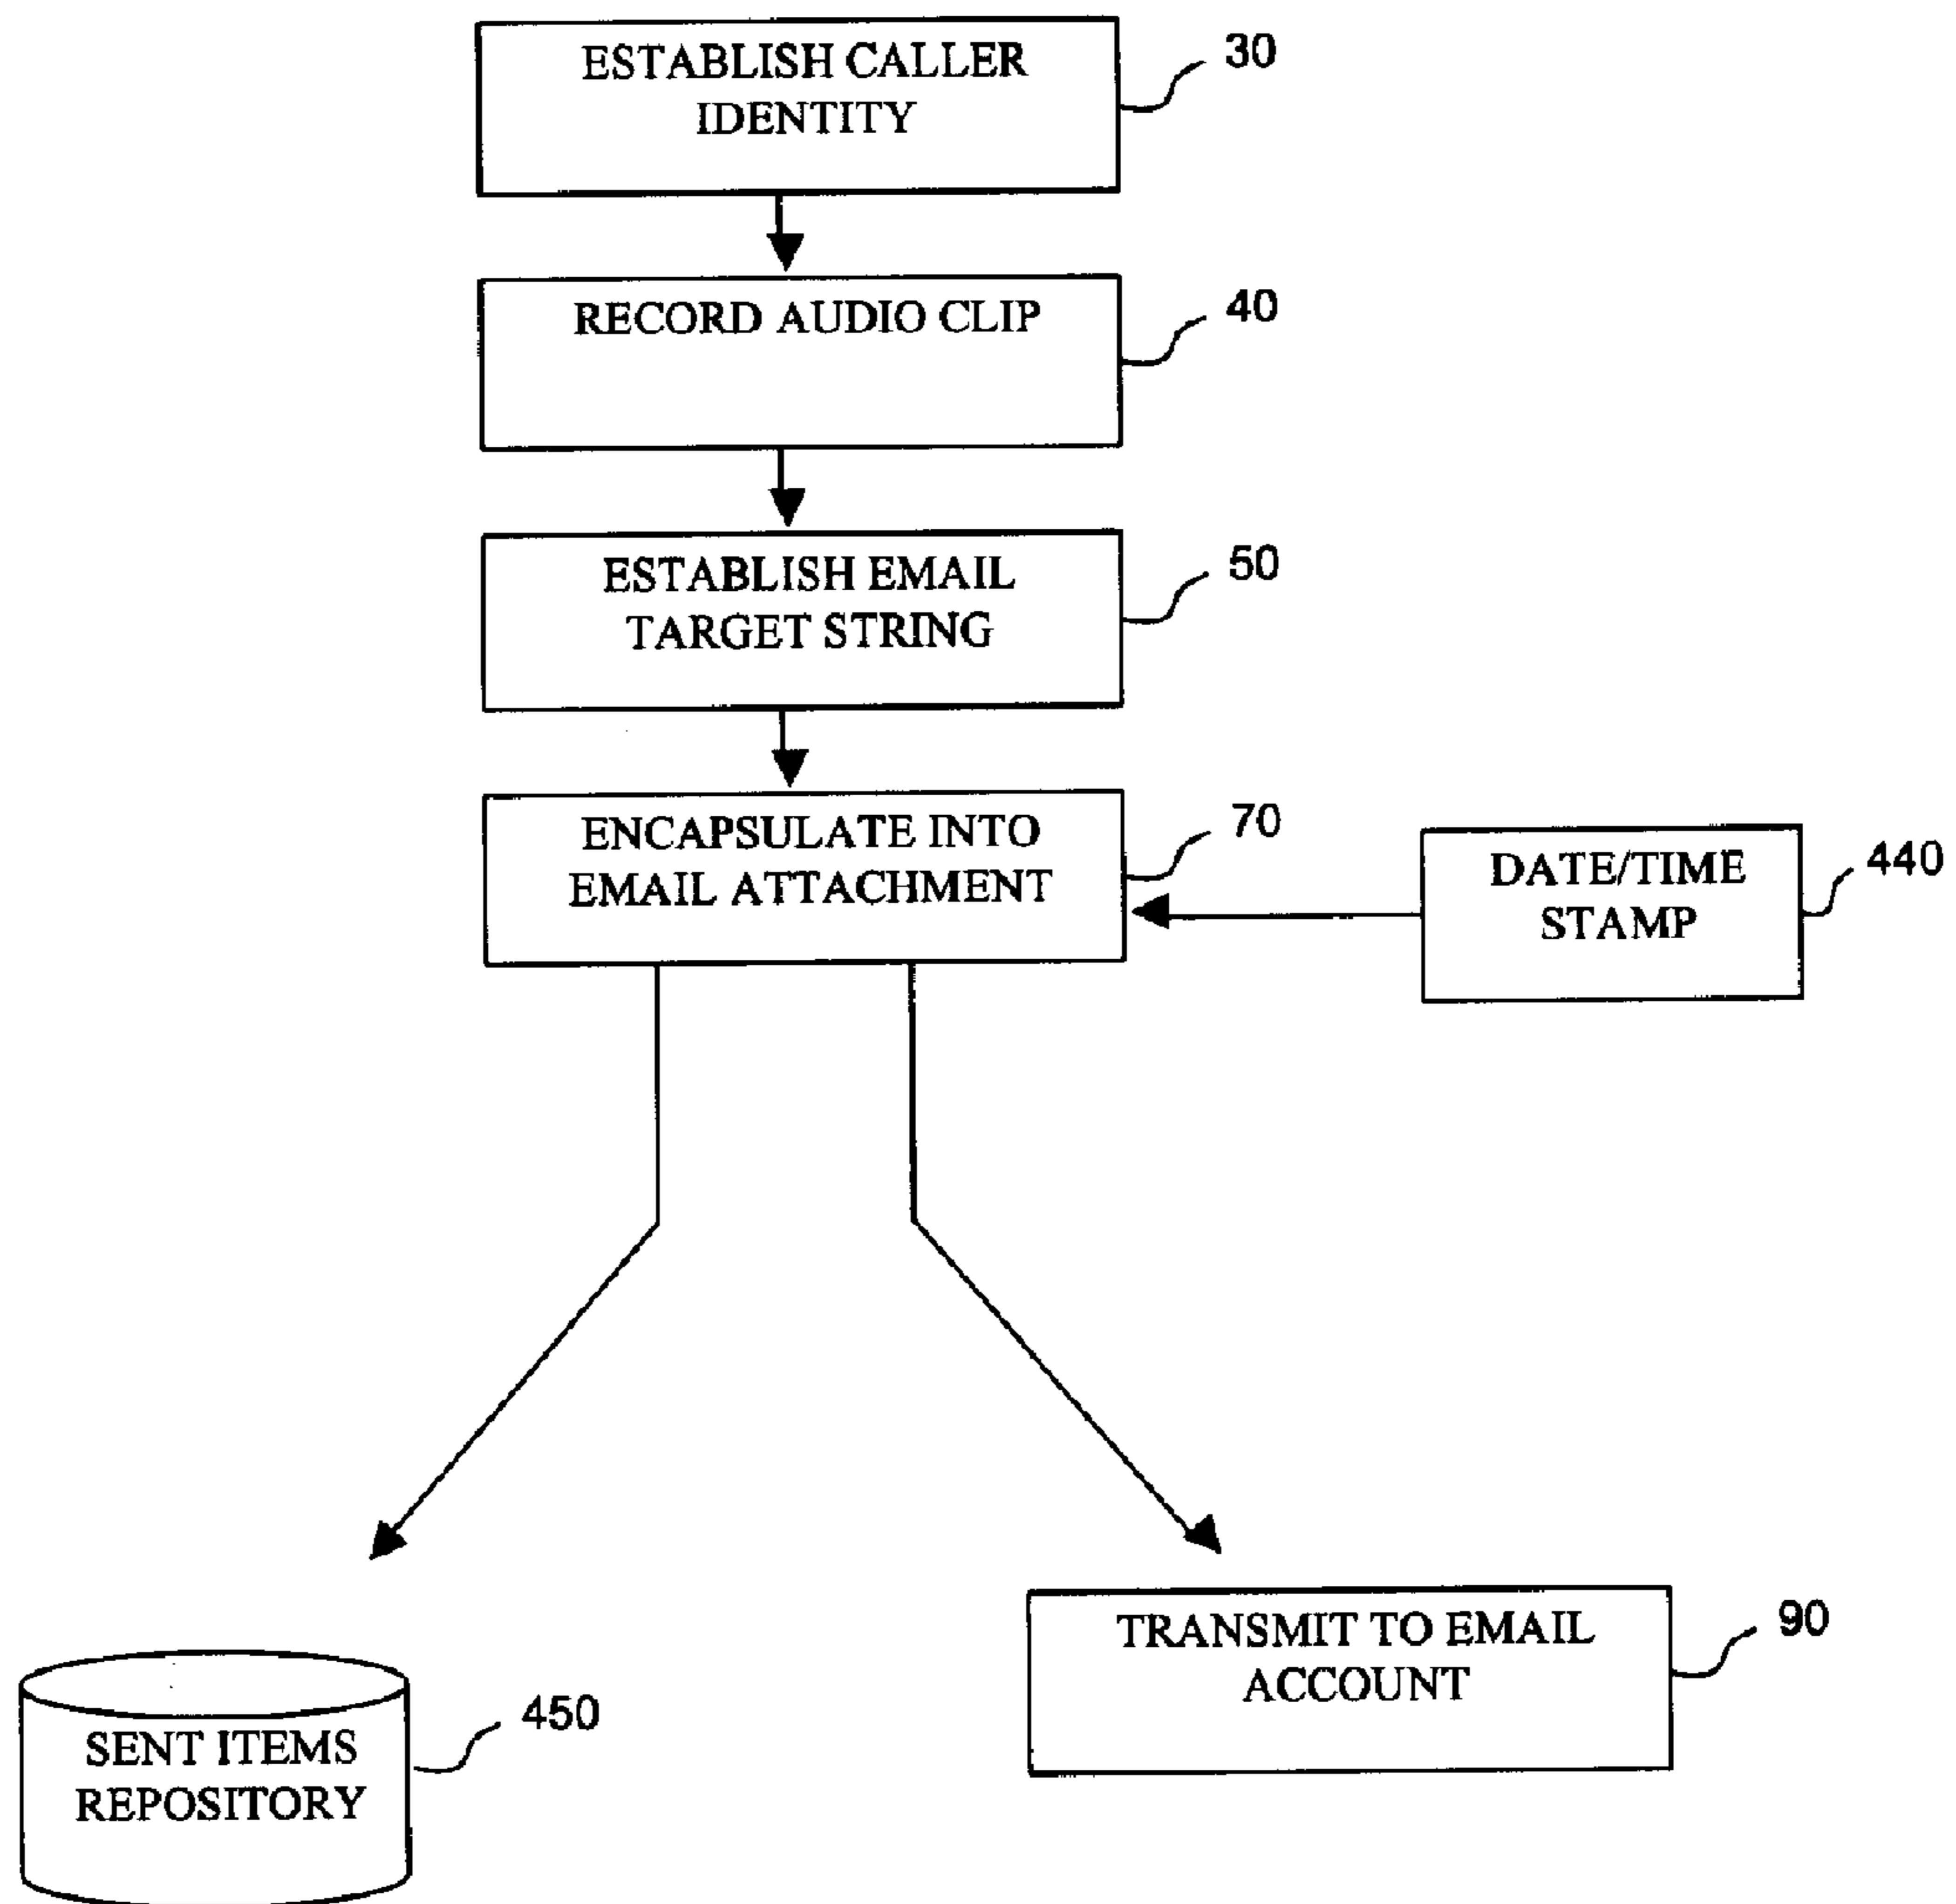 ESTABLISH CALLER
IDENTITY
30
RECORD AUDIO CLIP
40
ESTABLISH EMAIL
TARGET STRING
50
ENCAPSULATE INTO
EMAIL ATTACHMENT
70
DATE/TIME
STAMP
440
TRANSMIT TO EMAIL
ACCOUNT
90
SENT ITEMS
REPOSITORY
450